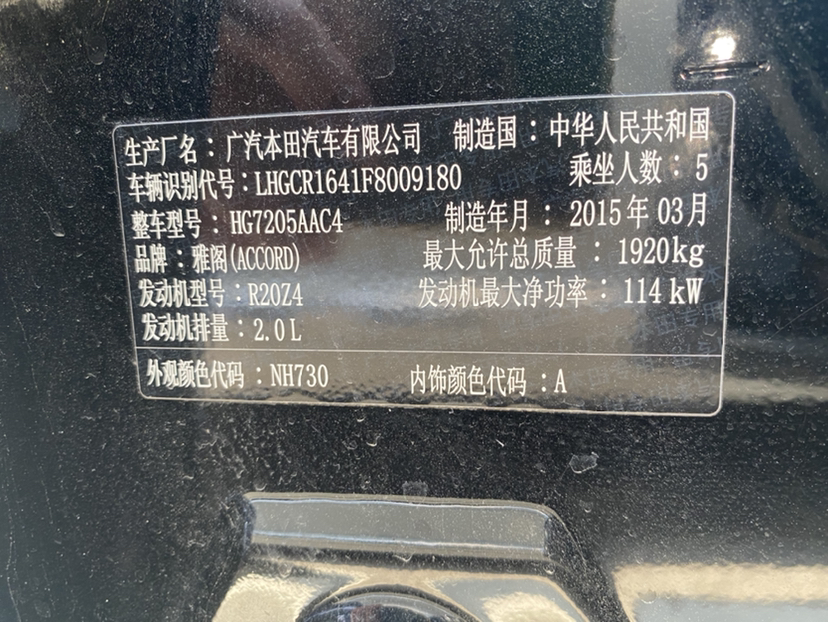 生产厂名：广汽本田汽车有限公司 制造国：中华人民共和国
车辆识别代号：LHGCR1641F8009180 乘坐人数：5
整车型号：HG7205AAC4 制造年月：2015年03月
品牌：雅阁(ACCORD) 最大允许总质量：1920kg
发动机型号：R20Z4 发动机最大净功率：114kW
发动机排量：2.0L
外观颜色代码：NH730 内饰颜色代码：A